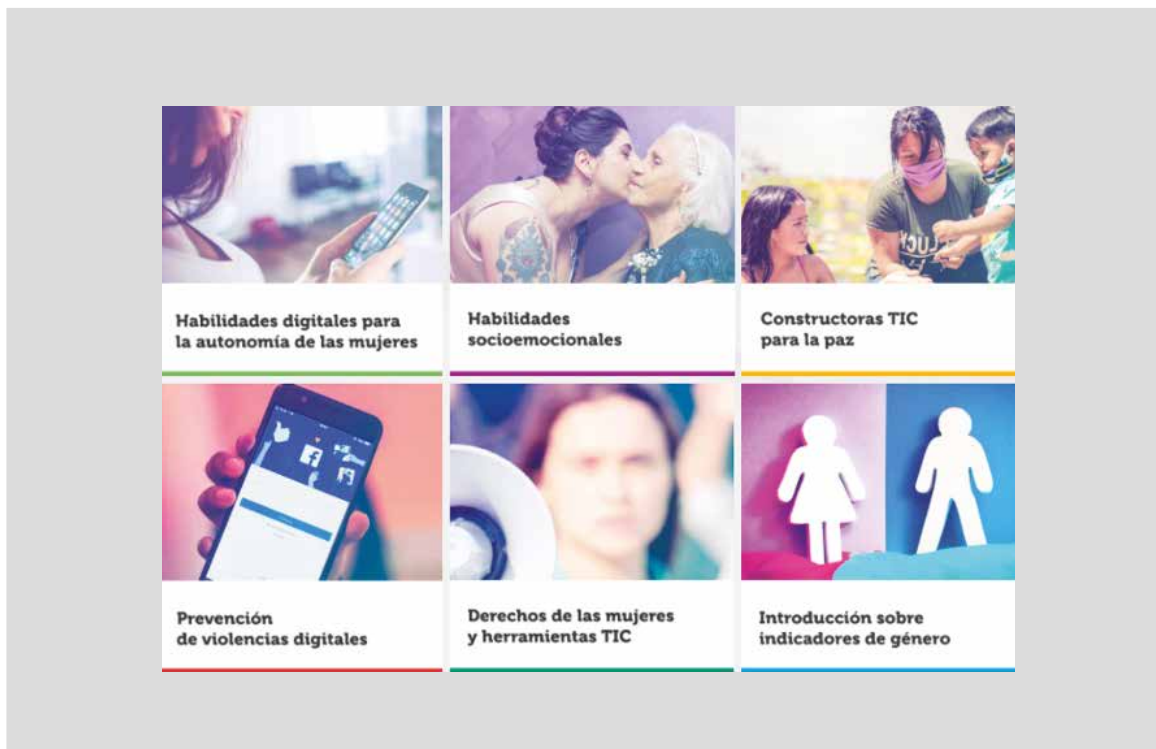 Habilidades digitales para
la autonomía de las mujeres
Habilidades
socioemocionales
Constructoras TIC
para la paz
Prevención
de violencias digitales
Derechos de las mujeres
y herramientas TIC
Introducción sobre
indicadores de género